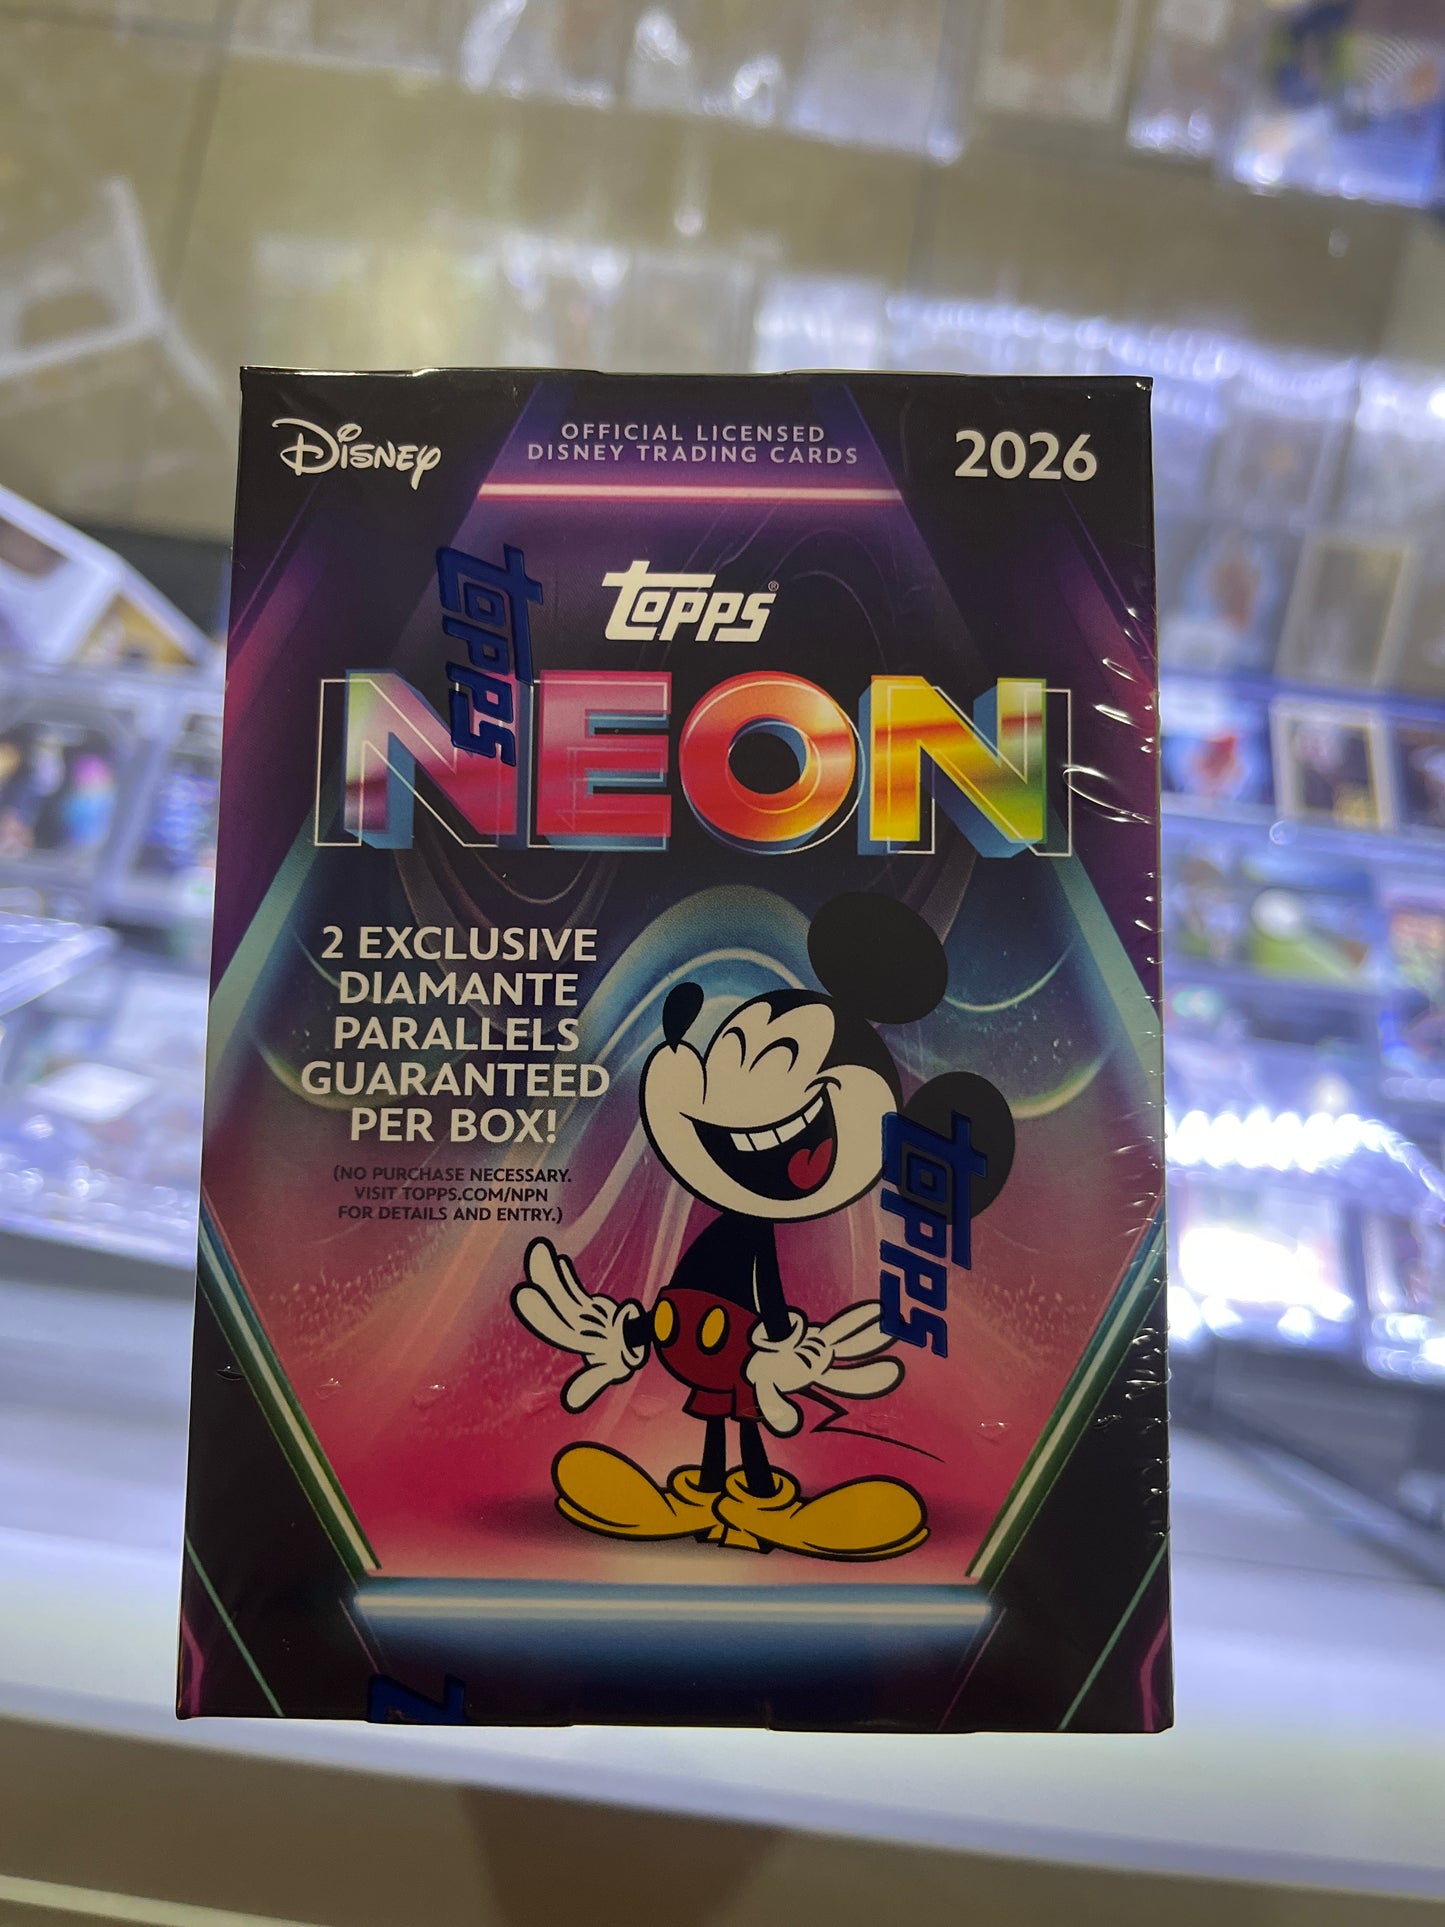 Disney
OFFICIAL LICENSED
DISNEY TRADING CARDS
2026
TOPPS®
NEON
2 EXCLUSIVE
DIAMANTE
PARALLELS
GUARANTEED
PER BOX!
(NO PURCHASE NECESSARY.
VISIT TOPPS.COM/NPN
FOR DETAILS AND ENTRY.)
TOPPS
TOPPS